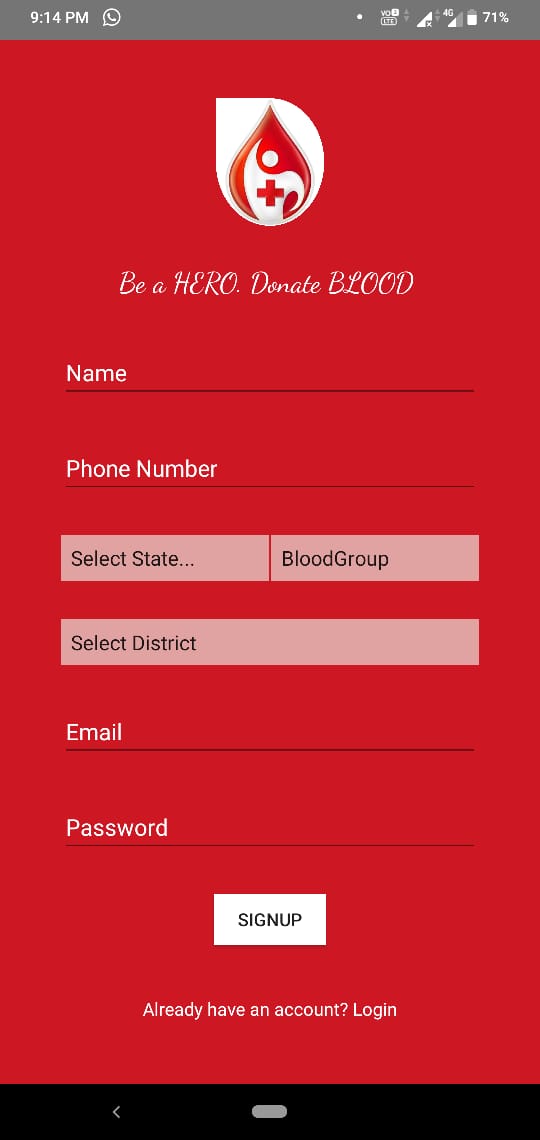 9:14 PM
VO 2 LTE 4G 71%
Be a HERO. Donate BLOOD
Name
Phone Number
Select State... BloodGroup
Select District
Email
Password
SIGNUP
Already have an account? Login